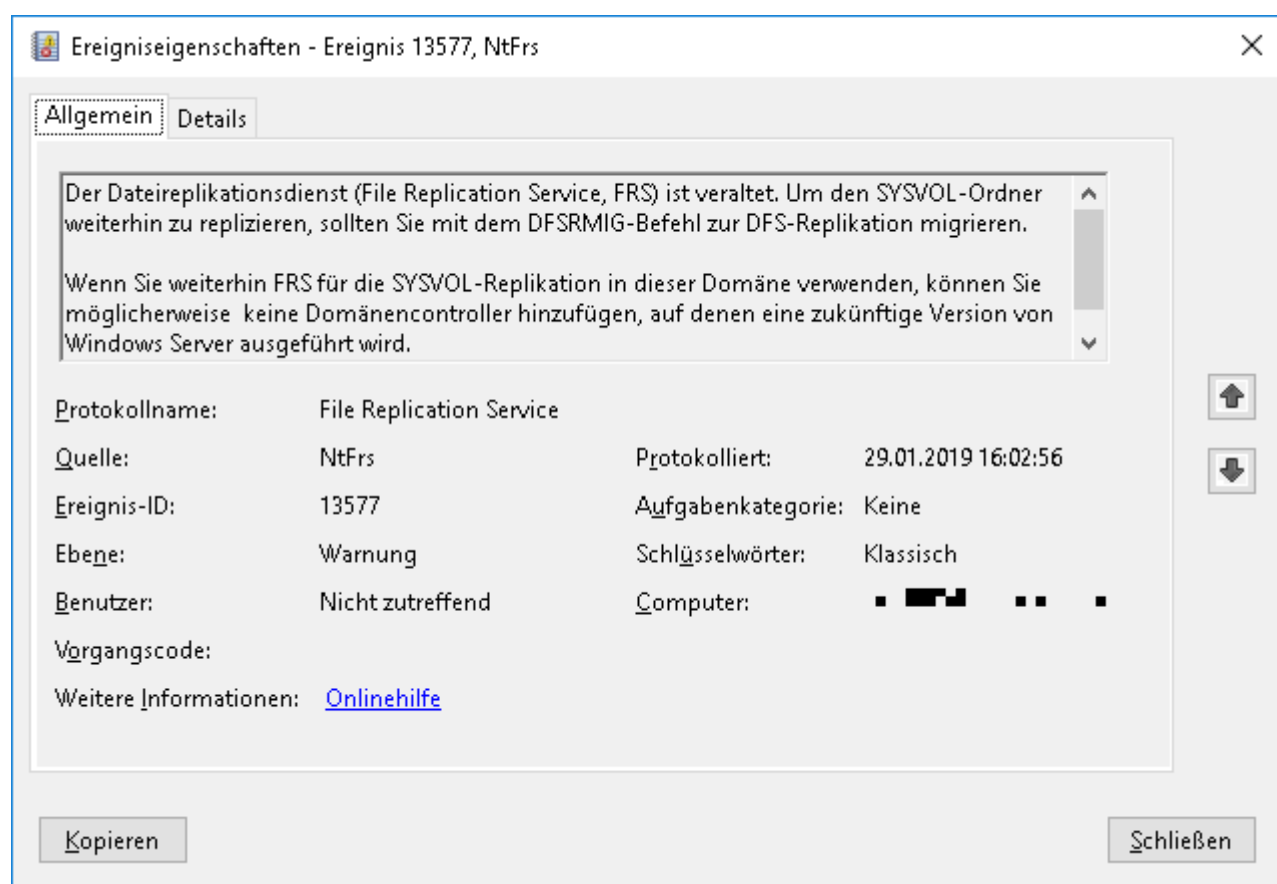 Ereigniseigenschaften - Ereignis 13577, NtFrs
Allgemein Details
Der Dateireplikationsdienst (File Replication Service, FRS) ist veraltet. Um den SYSVOL-Ordner
weiterhin zu replizieren, sollten Sie mit dem DFSRMIG-Befehl zur DFS-Replikation migrieren.
Wenn Sie weiterhin FRS für die SYSVOL-Replikation in dieser Domäne verwenden, können Sie
möglicherweise  keine Domänencontroller hinzufügen, auf denen eine zukünftige Version von
Windows Server ausgeführt wird.
Protokollname: File Replication Service
Quelle: NtFrs Protokolliert: 29.01.2019 16:02:56
Ereignis-ID: 13577 Aufgabenkategorie: Keine
Ebene: Warnung Schlüsselwörter: Klassisch
Benutzer: Nicht zutreffend Computer:
Vorgangscode:
Weitere Informationen: Onlinehilfe
Kopieren Schließen